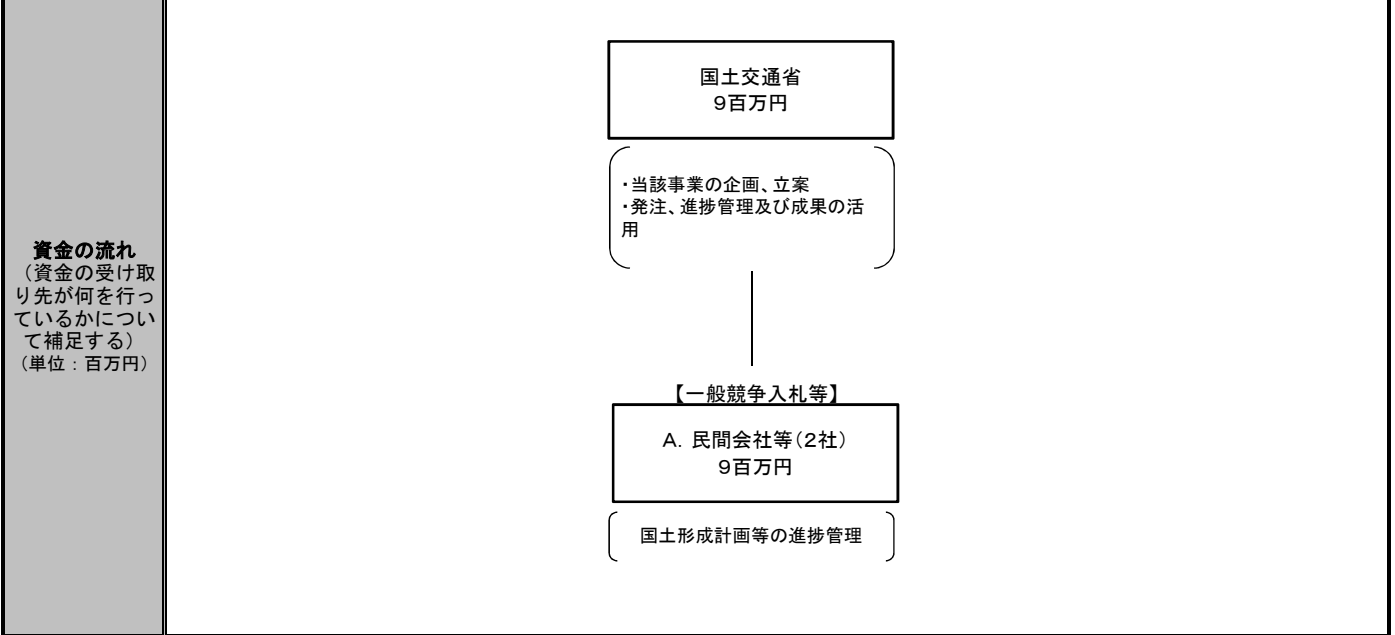 資金の流れ
（資金の受け取
り先が何を行っ
ているかについ
て補足する）
（単位：百万円）
国土交通省
９百万円
・当該事業の企画、立案
・発注、進捗管理及び成果の活
用
【一般競争入札等】
Ａ．民間会社等（２社）
９百万円
国土形成計画等の進捗管理